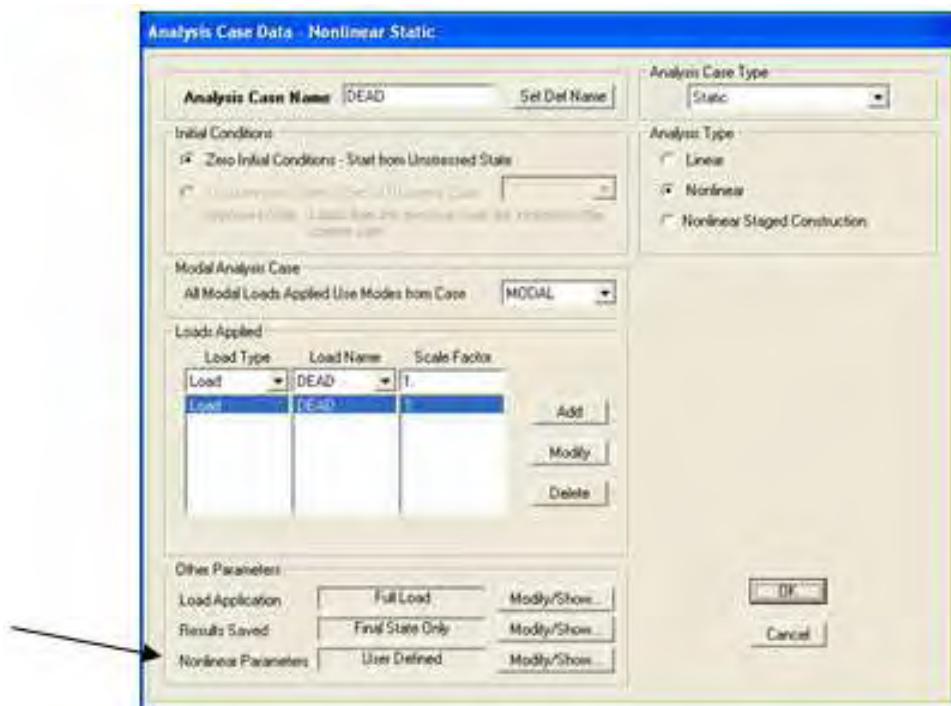 Analysis Case Data - Nonlinear Static
Analysis Case Name DEAD Set Def Name
Analysis Case Type
Static
Initial Conditions
Zero Initial Conditions - Start from Unstressed State
Analysis Type
Linear
Nonlinear
Nonlinear Staged Construction
Modal Analysis Case
All Modal Loads Applied Use Modes from Case MODAL
Loads Applied
Load Type Load Name Scale Factor
Load DEAD 1.
Load DEAD 1.
Add
Modify
Delete
Other Parameters
Load Application Full Load Modify/Show...
Results Saved Final State Only Modify/Show...
Nonlinear Parameters User Defined Modify/Show...
OK
Cancel